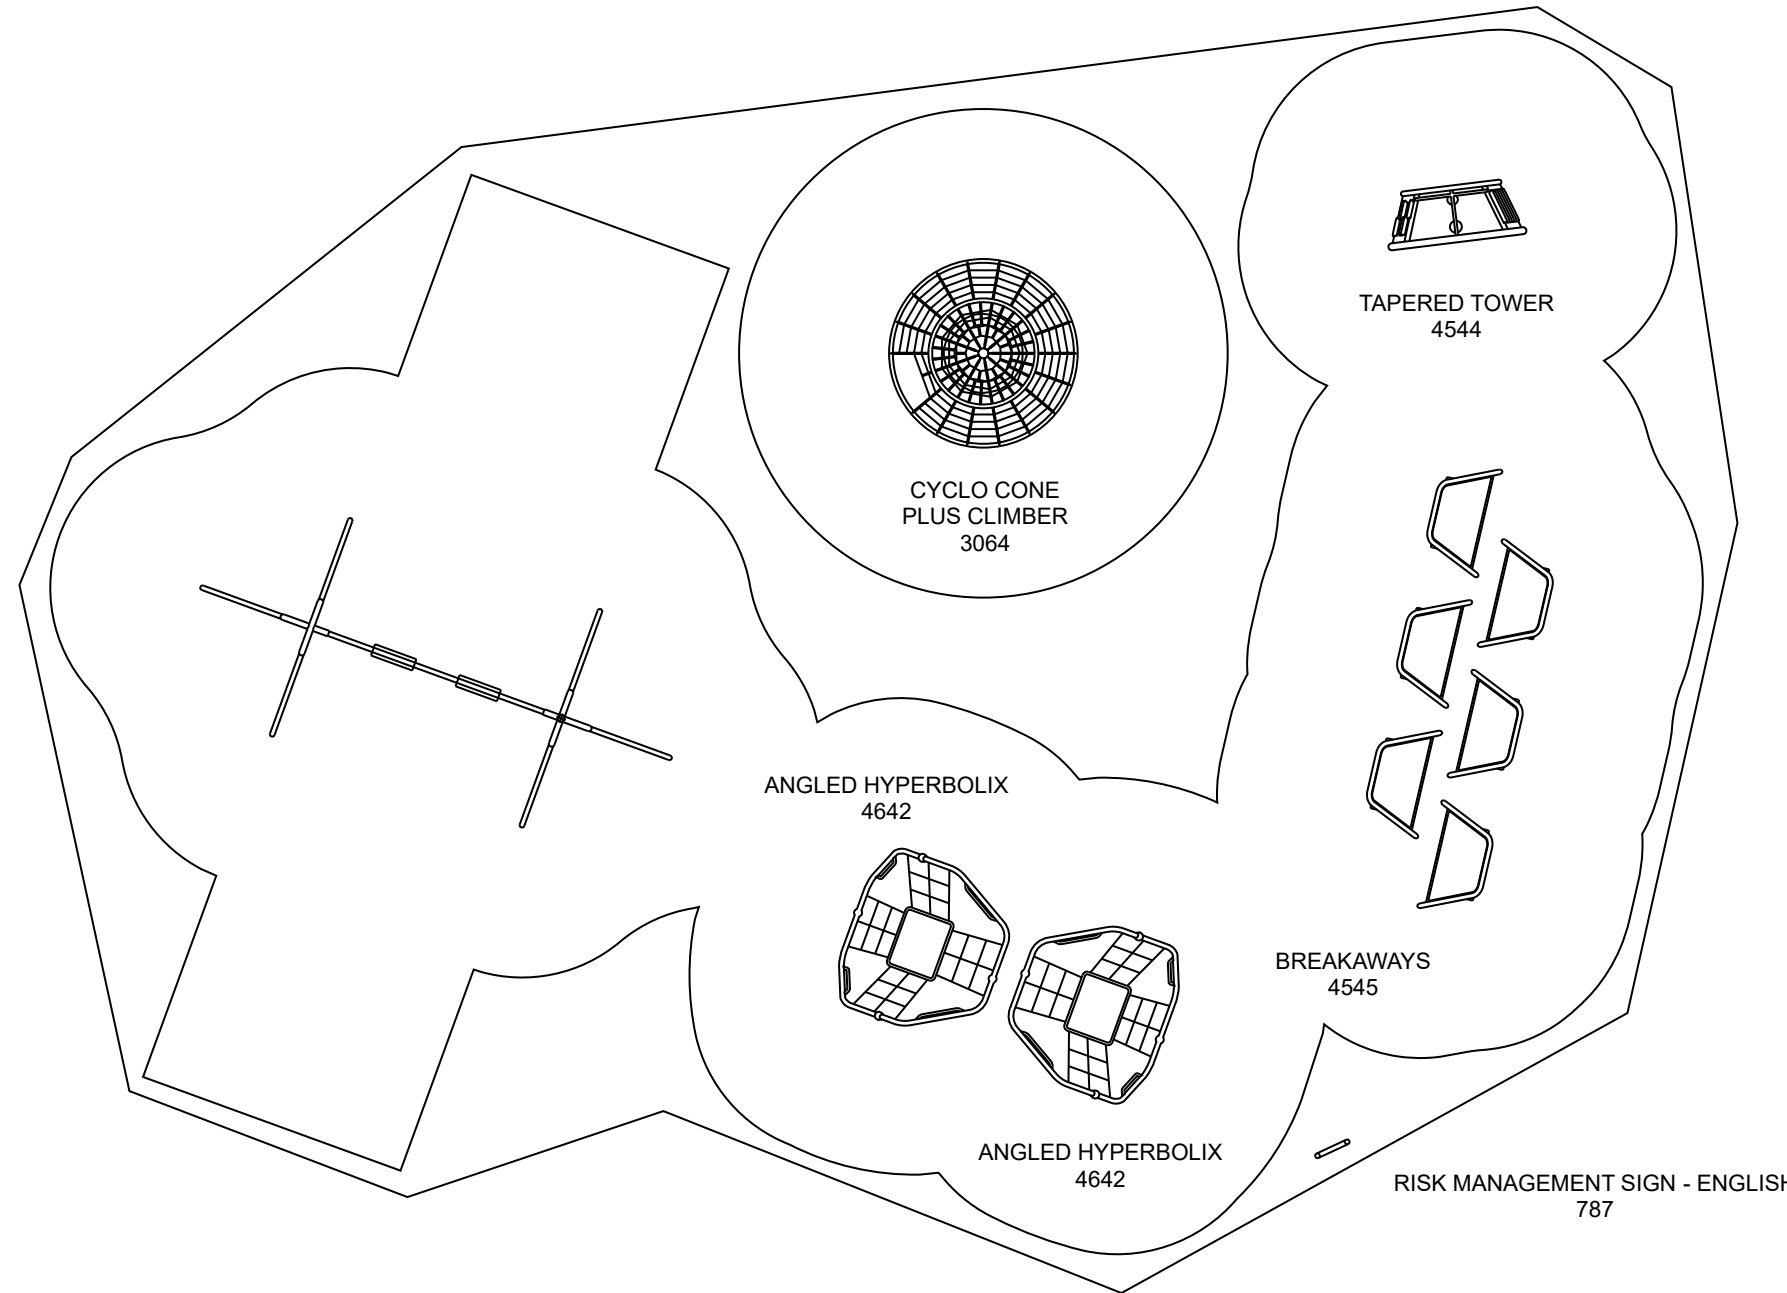 TAPERED TOWER
4544
CYCLO CONE
PLUS CLIMBER
3064
ANGLED HYPERBOLIX
4642
BREAKAWAYS
4545
ANGLED HYPERBOLIX
4642
RISK MANAGEMENT SIGN - ENGLISH
787